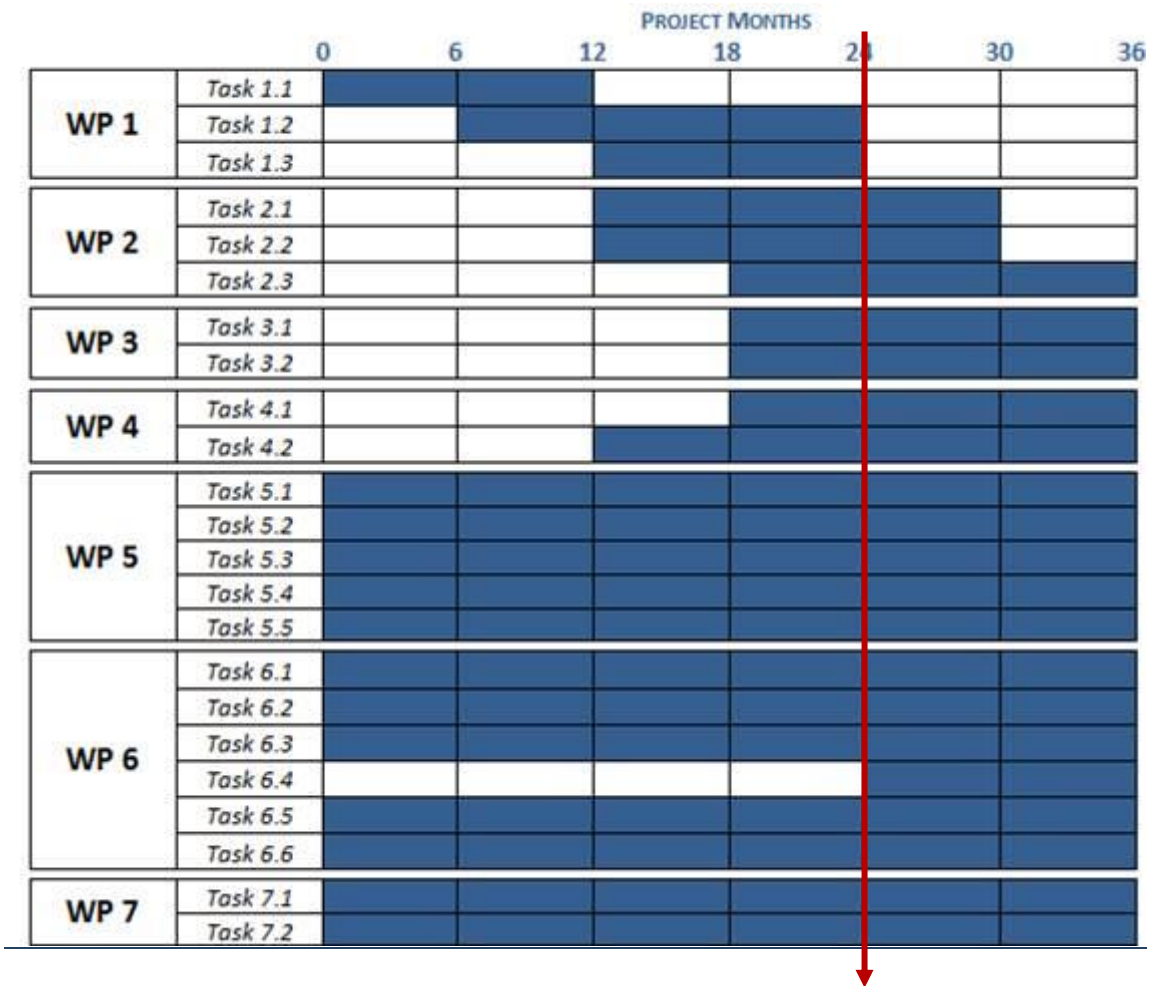 PROJECT MONTHS
0 6 12 18 24 30 36
WP 1
Task 1.1
Task 1.2
Task 1.3
WP 2
Task 2.1
Task 2.2
Task 2.3
WP 3
Task 3.1
Task 3.2
WP 4
Task 4.1
Task 4.2
WP 5
Task 5.1
Task 5.2
Task 5.3
Task 5.4
Task 5.5
WP 6
Task 6.1
Task 6.2
Task 6.3
Task 6.4
Task 6.5
Task 6.6
WP 7
Task 7.1
Task 7.2